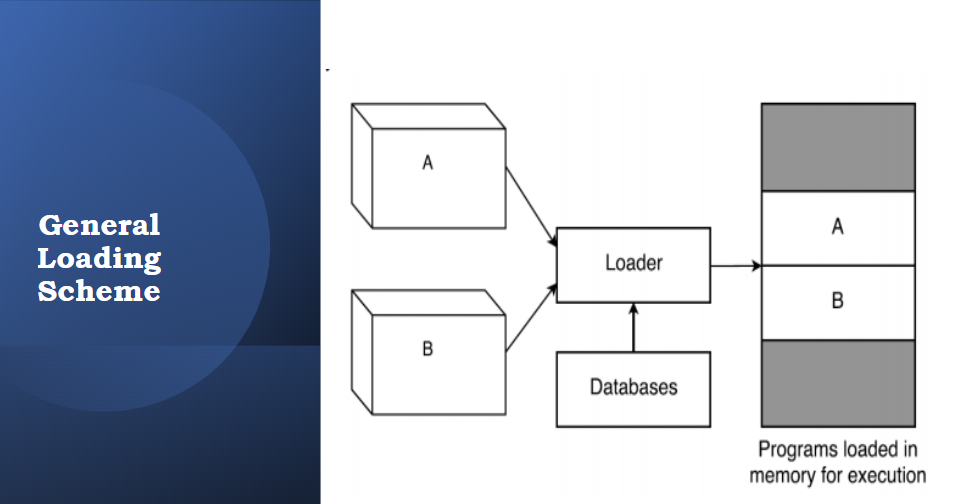 General
Loading
Scheme
A
B
Loader
Databases
A
B
Programs loaded in
memory for execution